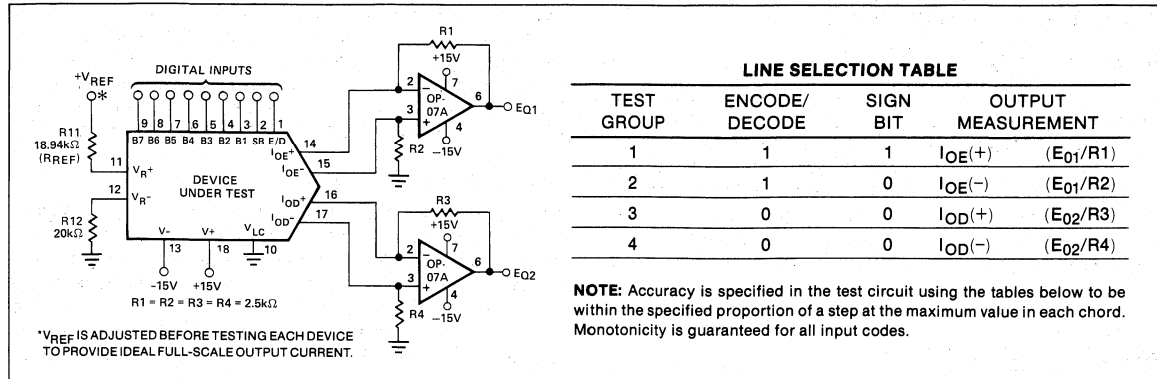 DIGITAL INPUTS
+VREF
*
R11
18.94kΩ
(RREF)
R12
20kΩ
9 8 7 6 5 4 3 2 1
B7 B6 B5 B4 B3 B2 B1 SB E/D
11
VR+
12
VR-
DEVICE
UNDER TEST
IOE+
14
IOE-
15
IOD+
16
IOD-
17
V- V+ VLC
13 18 10
-15V +15V
R1 = R2 = R3 = R4 = 2.5kΩ
R1
+15V
2
7
-
OP-
07A
6
EO1
3
+
4
-15V
R2
R3
+15V
2
7
-
OP-
07A
6
EO2
3
+
4
-15V
R4
*VREF IS ADJUSTED BEFORE TESTING EACH DEVICE
TO PROVIDE IDEAL FULL-SCALE OUTPUT CURRENT.
LINE SELECTION TABLE
TEST ENCODE/ SIGN OUTPUT
GROUP DECODE BIT MEASUREMENT
1 1 1 IOE(+) (E01/R1)
2 1 0 IOE(-) (E01/R2)
3 0 0 IOD(+) (E02/R3)
4 0 0 IOD(-) (E02/R4)
NOTE: Accuracy is specified in the test circuit using the tables below to be
within the specified proportion of a step at the maximum value in each chord.
Monotonicity is guaranteed for all input codes.